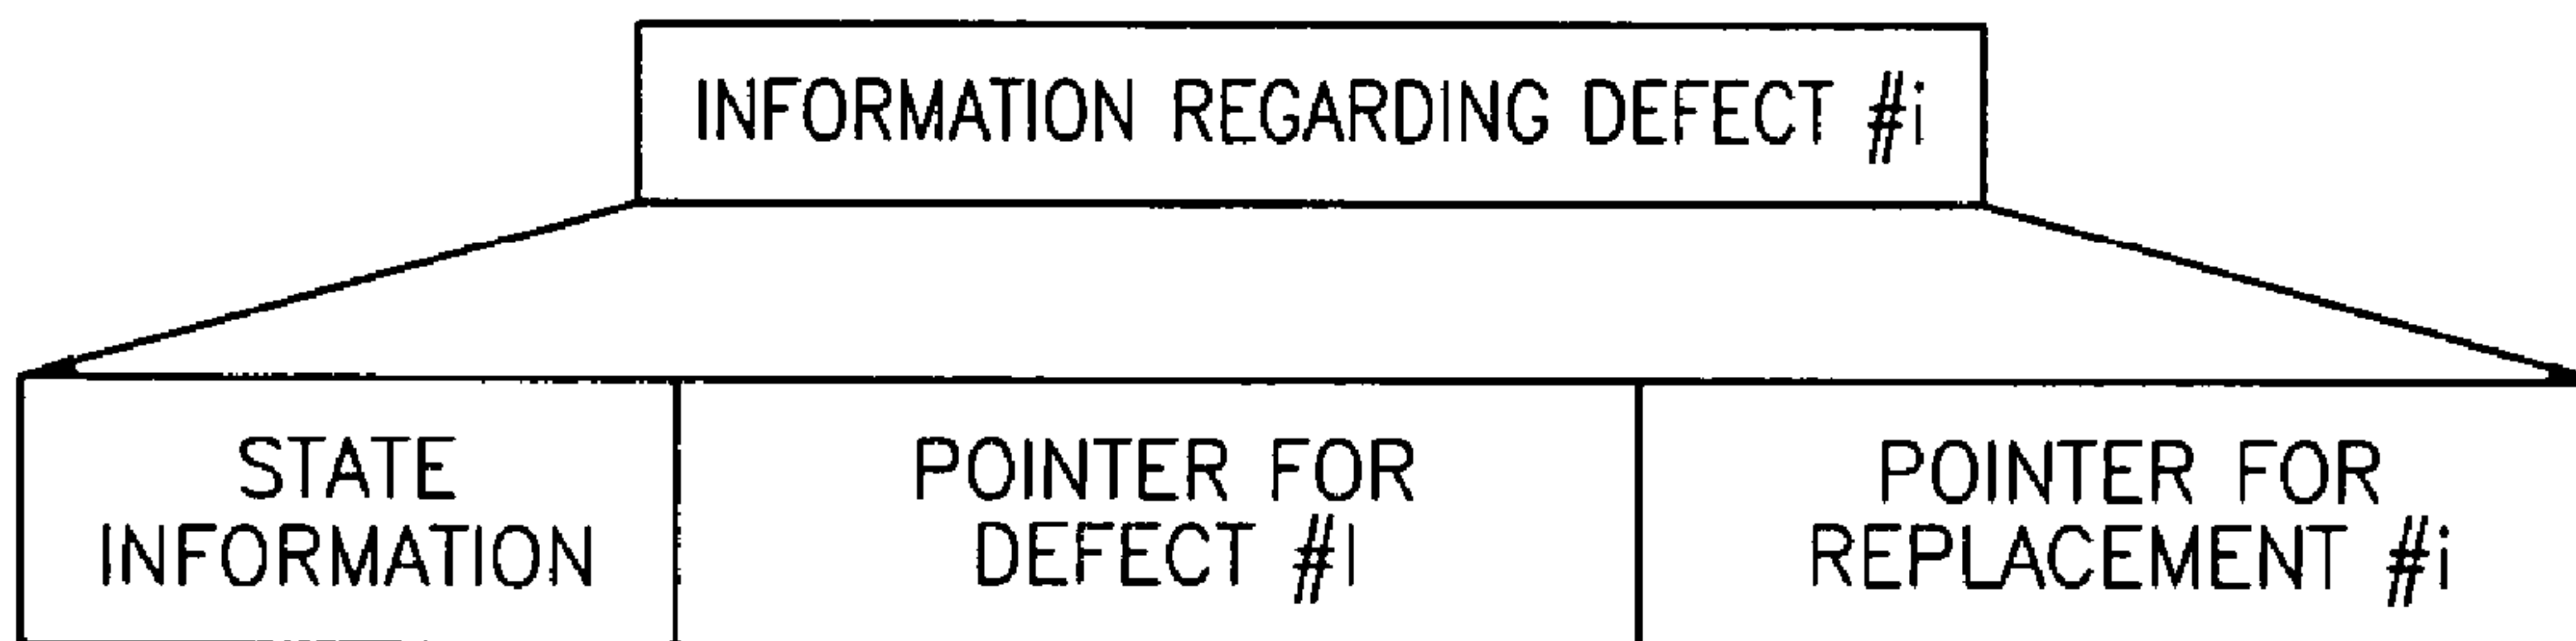 INFORMATION REGARDING DEFECT #i
STATE
INFORMATION
POINTER FOR
DEFECT #I
POINTER FOR
REPLACEMENT #i